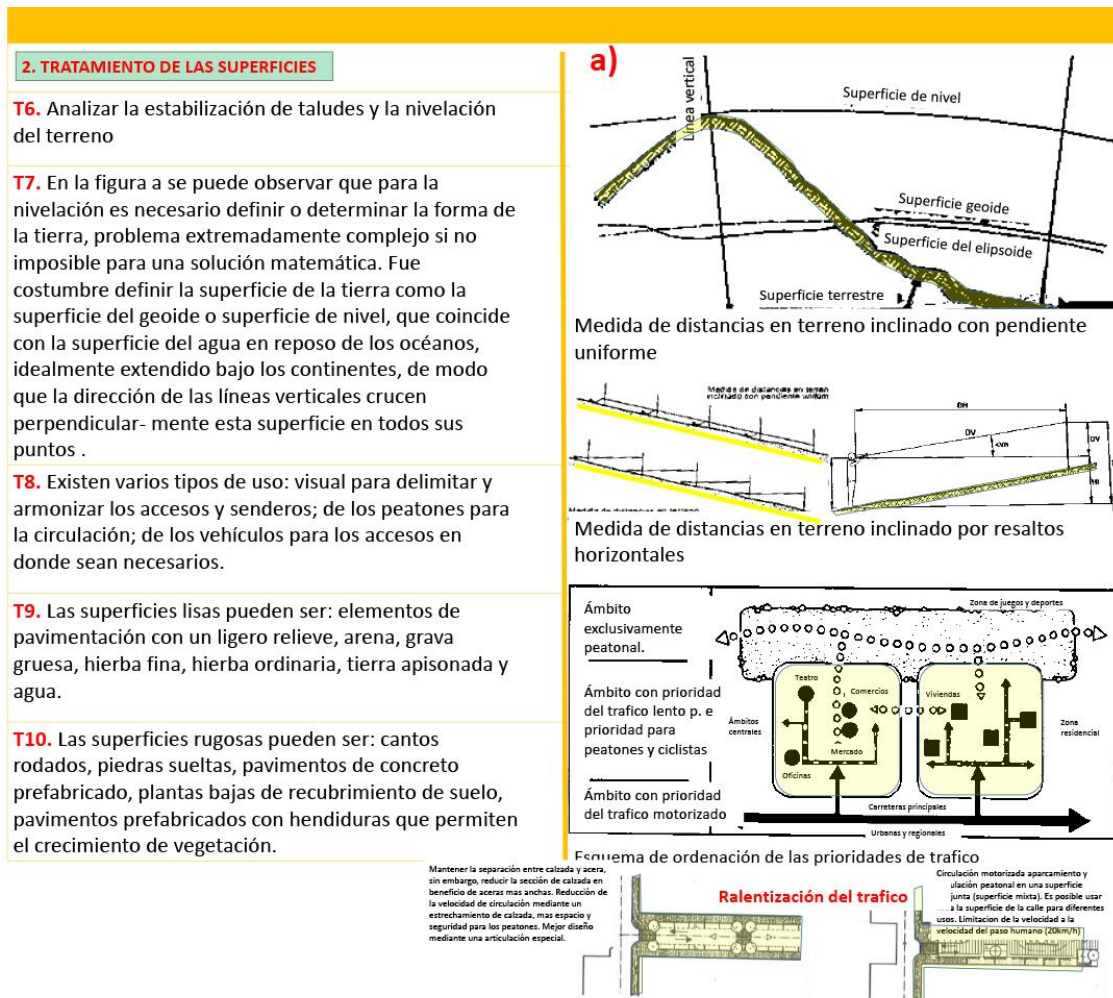 2. TRATAMIENTO DE LAS SUPERFICIES
T6. Analizar la estabilización de taludes y la nivelación
del terreno
T7. En la figura a se puede observar que para la
nivelación es necesario definir o determinar la forma de
la tierra, problema extremadamente complejo si no
imposible para una solución matemática. Fue
costumbre definir la superficie de la tierra como la
superficie del geoide o superficie de nivel, que coincide
con la superficie del agua en reposo de los océanos,
idealmente extendido bajo los continentes, de modo
que la dirección de las líneas verticales crucen
perpendicular- mente esta superficie en todos sus
puntos .
T8. Existen varios tipos de uso: visual para delimitar y
armonizar los accesos y senderos; de los peatones para
la circulación; de los vehículos para los accesos en
donde sean necesarios.
T9. Las superficies lisas pueden ser: elementos de
pavimentación con un ligero relieve, arena, grava
gruesa, hierba fina, hierba ordinaria, tierra apisonada y
agua.
T10. Las superficies rugosas pueden ser: cantos
rodados, piedras sueltas, pavimentos de concreto
prefabricado, plantas bajas de recubrimiento de suelo,
pavimentos prefabricados con hendiduras que permiten
el crecimiento de vegetación.
a)
Línea vertical
Superficie de nivel
Superficie geoide
Superficie del elipsoide
Superficie terrestre
Medida de distancias en terreno inclinado con pendiente
uniforme
Medida de distancias en terren
inclinado con pendiente uniform
DH
DV
DV
Medida de distancias en terreno inclinado por resaltos
horizontales
Ámbito
exclusivamente
peatonal.
Ámbito con prioridad
del trafico lento p. e
prioridad para
peatones y ciclistas
Ámbito con prioridad
del trafico motorizado
Zona de juegos y deportes
Teatro
Comercios
Viviendas
Ámbitos
centrales
Zona
residencial
Mercado
Oficinas
Carreteras principales
Urbanas y regionales
Esquema de ordenación de las prioridades de trafico
Mantener la separación entre calzada y acera,
sin embargo, reducir la sección de calzada en
beneficio de aceras mas anchas. Reducción de
la velocidad de circulación mediante un
estrechamiento de calzada, mas espacio y
seguridad para los peatones. Mejor diseño
mediante una articulación especial.
Ralentización del trafico
Circulación motorizada aparcamiento y
ulación peatonal en una superficie
junta (superficie mixta). Es posible usar
a la superficie de la calle para diferentes
usos. Limitacion de la velocidad a la
velocidad del paso humano (20km/h)